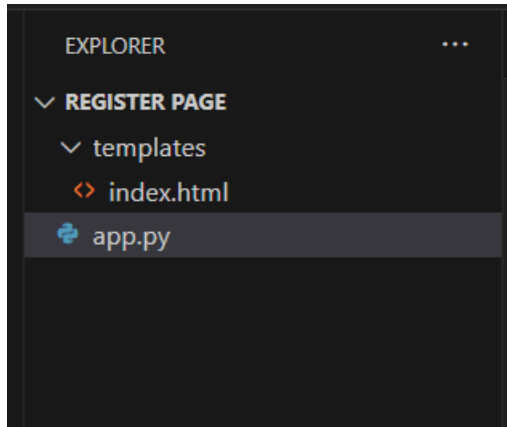 EXPLORER
REGISTER PAGE
templates
index.html
app.py